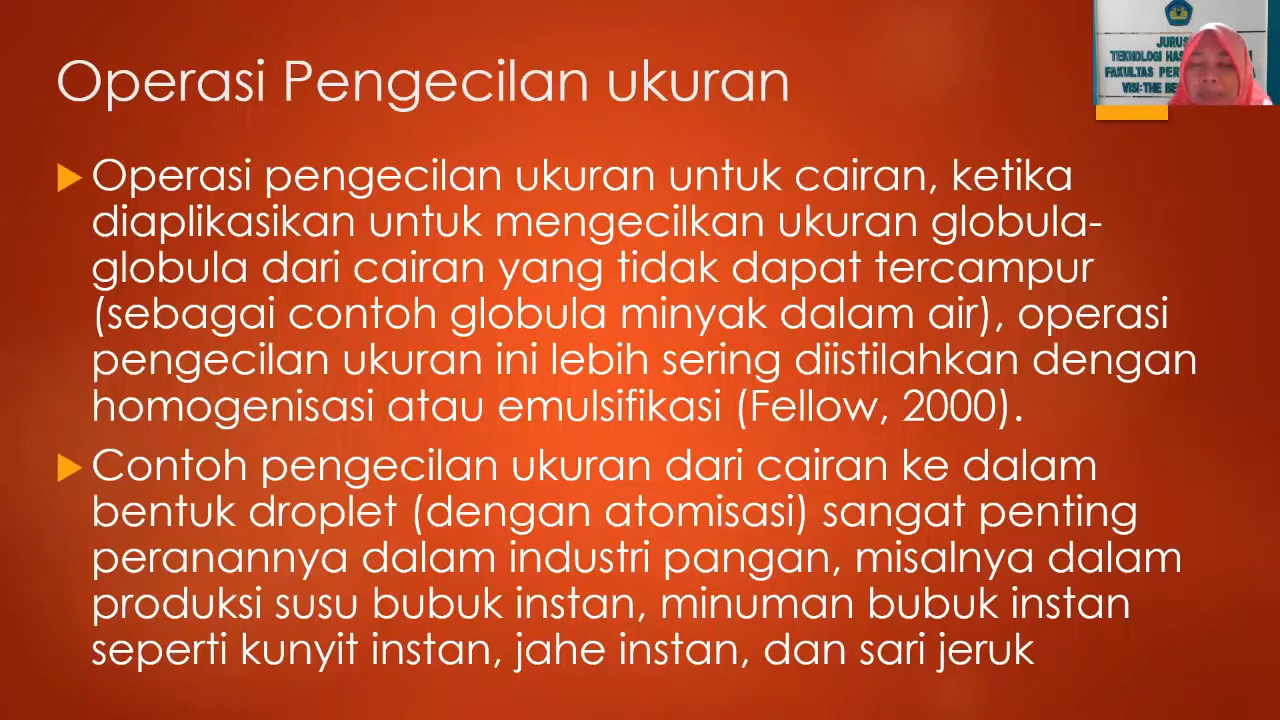 Operasi Pengecilan ukuran
Operasi pengecilan ukuran untuk cairan, ketika
diaplikasikan untuk mengecilkan ukuran globula-
globula dari cairan yang tidak dapat tercampur
(sebagai contoh globula minyak dalam air), operasi
pengecilan ukuran ini lebih sering diistilahkan dengan
homogenisasi atau emulsifikasi (Fellow, 2000).
Contoh pengecilan ukuran dari cairan ke dalam
bentuk droplet (dengan atomisasi) sangat penting
peranannya dalam industri pangan, misalnya dalam
produksi susu bubuk instan, minuman bubuk instan
seperti kunyit instan, jahe instan, dan sari jeruk
TEKNOLOGI
FAKULTAS
VISI:THE